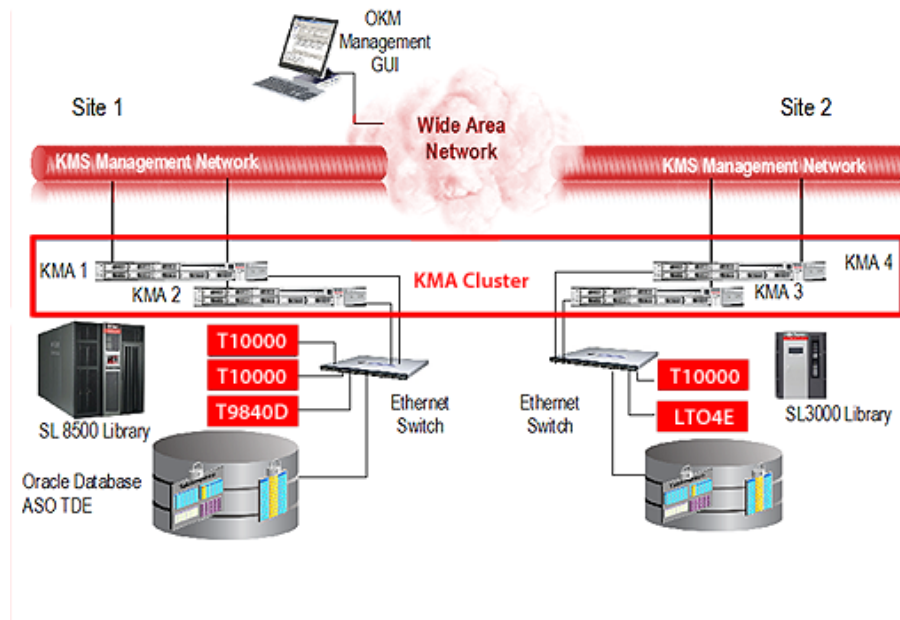 OKM
Management
GUI
Site 1
Site 2
Wide Area
Network
KMS Management Network
KMS Management Network
KMA 1
KMA 2
KMA Cluster
KMA 4
KMA 3
T10000
T10000
T9840D
SL 8500 Library
Ethernet
Switch
Ethernet
Switch
T10000
LTO4E
SL3000 Library
Oracle Database
ASO TDE